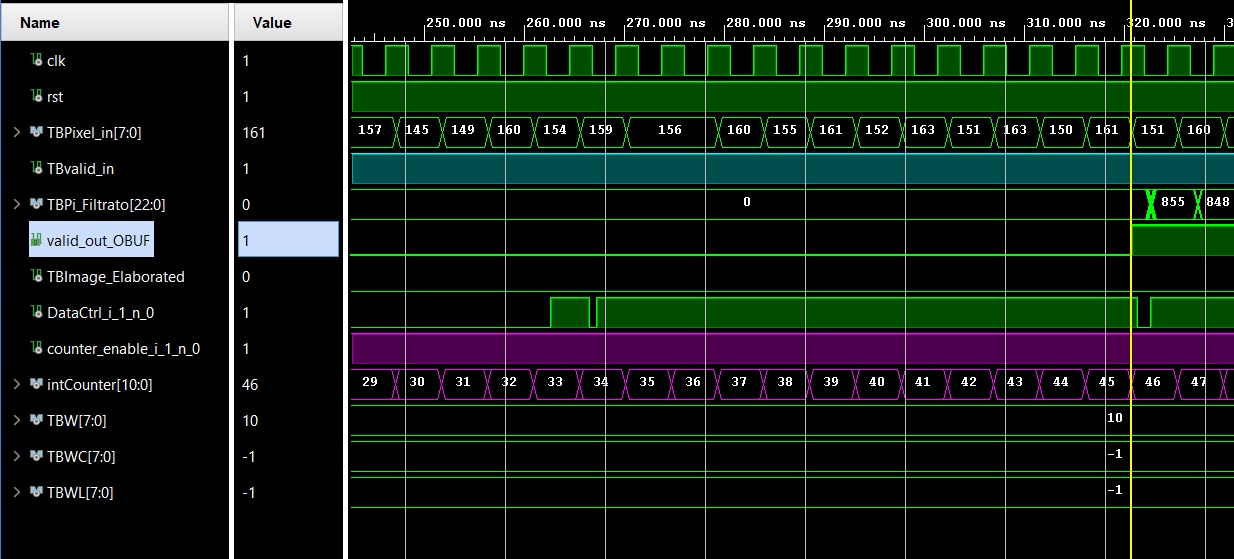 Name Value 250.000 ns 260.000 ns 270.000 ns 280.000 ns 290.000 ns 300.000 ns 310.000 ns 320.000 ns 3
clk 1
rst 1
TBPixel_in[7:0] 161 157 145 149 160 154 159 156 160 155 161 152 163 151 163 150 161 151 160
TBvalid_in 1
TBPi_Filtrato[22:0] 0 0 855 848
valid_out_OBUF 1
TBImage_Elaborated 0
DataCtrl_i_1_n_0 1
counter_enable_i_1_n_0 1
intCounter[10:0] 46 29 30 31 32 33 34 35 36 37 38 39 40 41 42 43 44 45 46 47
TBW[7:0] 10 10
TBWC[7:0] -1 -1
TBWL[7:0] -1 -1